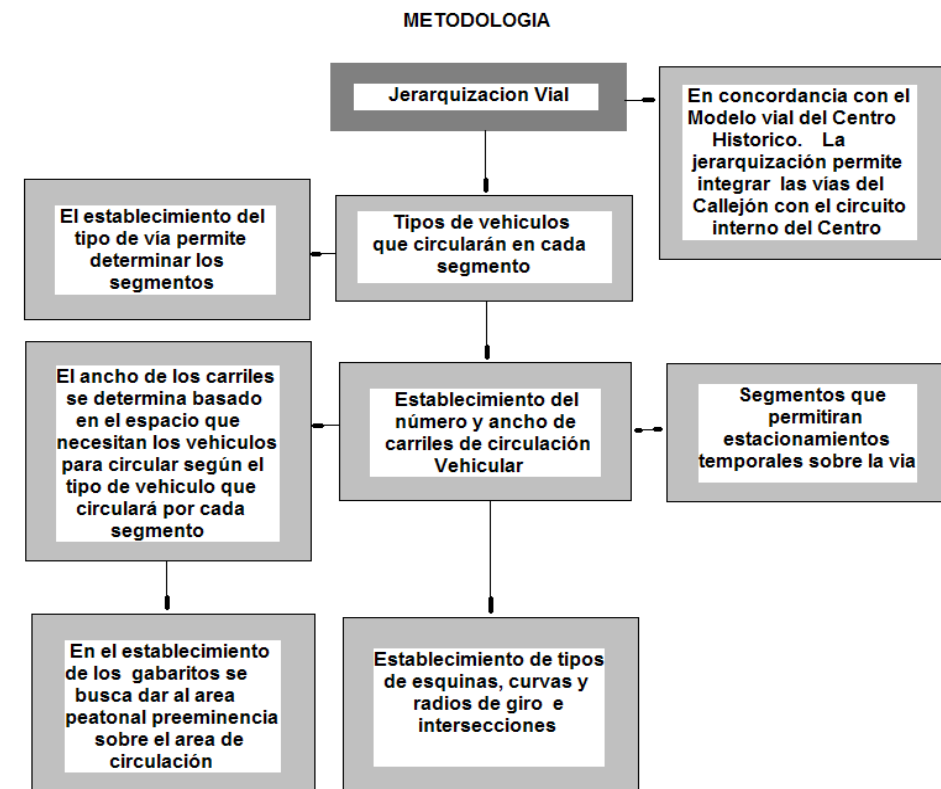 METODOLOGIA
Jerarquizacion Vial
En concordancia con el
Modelo vial del Centro
Historico. La
jerarquización permite
integrar las vías del
Callejón con el circuito
interno del Centro
El establecimiento del
tipo de vía permite
determinar los
segmentos
Tipos de vehiculos
que circularán en cada
segmento
El ancho de los carriles
se determina basado
en el espacio que
necesitan los vehiculos
para circular según el
tipo de vehiculo que
circulará por cada
segmento
Establecimiento del
número y ancho de
carriles de circulación
Vehicular
Segmentos que
permitiran
estacionamientos
temporales sobre la via
En el establecimiento
de los gabaritos se
busca dar al area
peatonal preeminencia
sobre el area de
circulación
Establecimiento de tipos
de esquinas, curvas y
radios de giro e
intersecciones